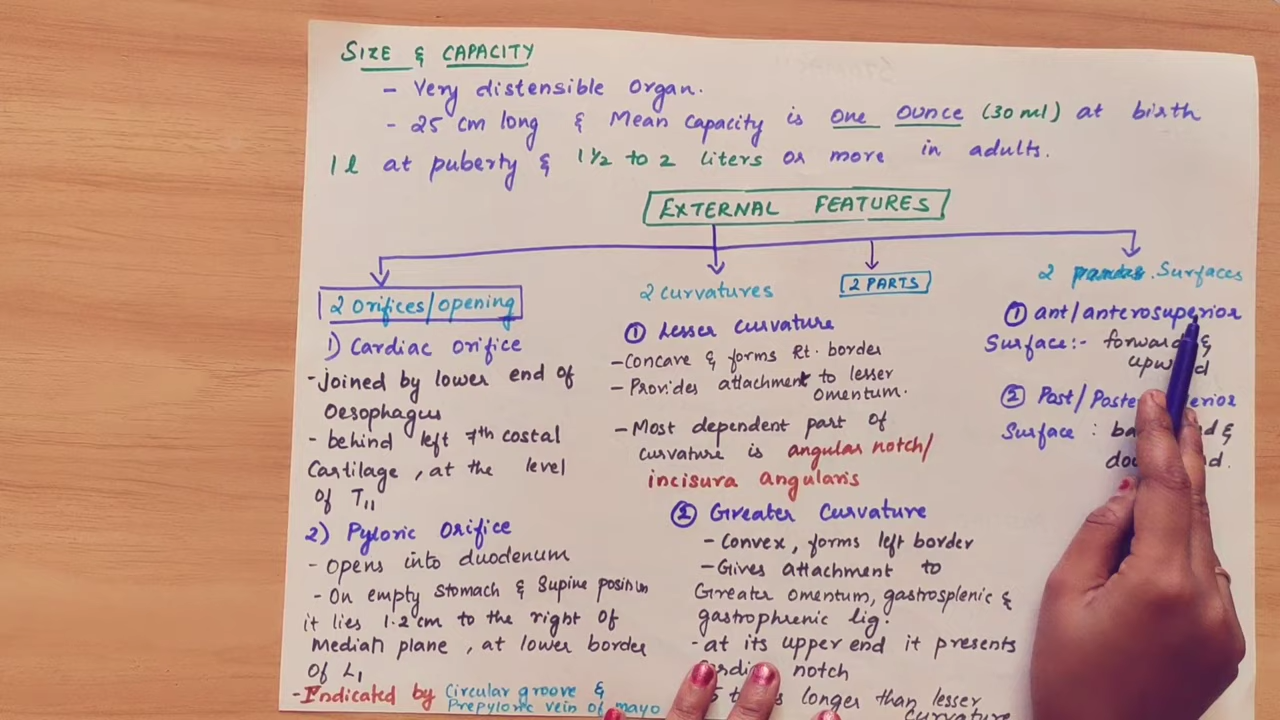 SIZE & CAPACITY
- Very distensible Organ.
- 25 cm long & Mean Capacity is one ounce (30 ml) at birth
1 l at puberty & 1 1/2 to 2 liters or more in adults.
EXTERNAL FEATURES
2 Orifices/opening
1) Cardiac Orifice
- joined by lower end of
Oesophagus
- behind left 7th costal
Cartilage, at the level
of T11
2) Pyloric Orifice
- Opens into duodenum
- On empty Stomach & Supine position
it lies 1.2 cm to the right of
Median plane, at lower border
of L1
- Indicated by Circular groove &
Prepyloric vein of mayo
2 curvatures
① Lesser Curvature
- Concave & forms Rt. border
- Provides attachment to lesser
omentum.
- Most dependent part of
curvature is angular notch/
incisura angularis
② Greater Curvature
- Convex, forms left border
- Gives attachment to
Greater omentum, gastrosplenic &
gastrophrenic lig.
- at its upper end it presents
notch
longer than lesser
curvature
2 PARTS
2 Surfaces
① ant/anterosuperior
Surface:- forward &
② Post/
Surface : &